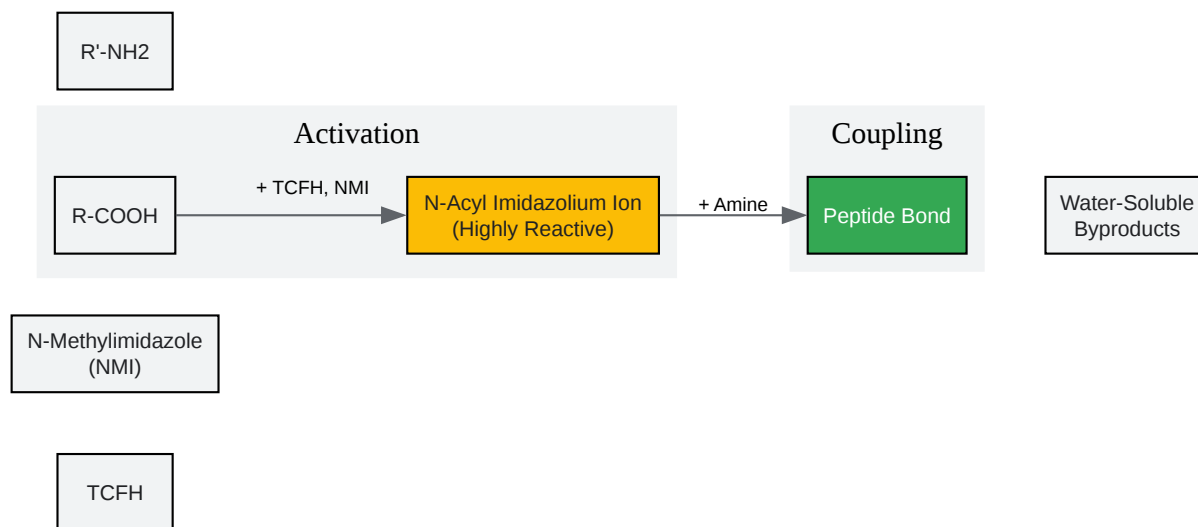 R'-NH2
Activation
Coupling
R-COOH
+ TCFH, NMI
N-Acyl Imidazolium Ion
(Highly Reactive)
+ Amine
Peptide Bond
Water-Soluble
Byproducts
N-Methylimidazole
(NMI)
TCFH